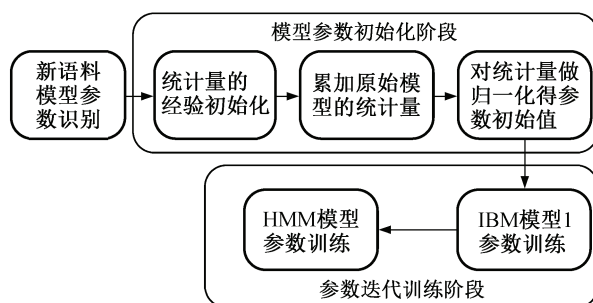 模型参数初始化阶段
新语料
模型参
数识别
统计量的
经验初始化
累加原始模
型的统计量
对统计量做
归一化得参
数初始值
HMM模型
参数训练
IBM模型1
参数训练
参数迭代训练阶段